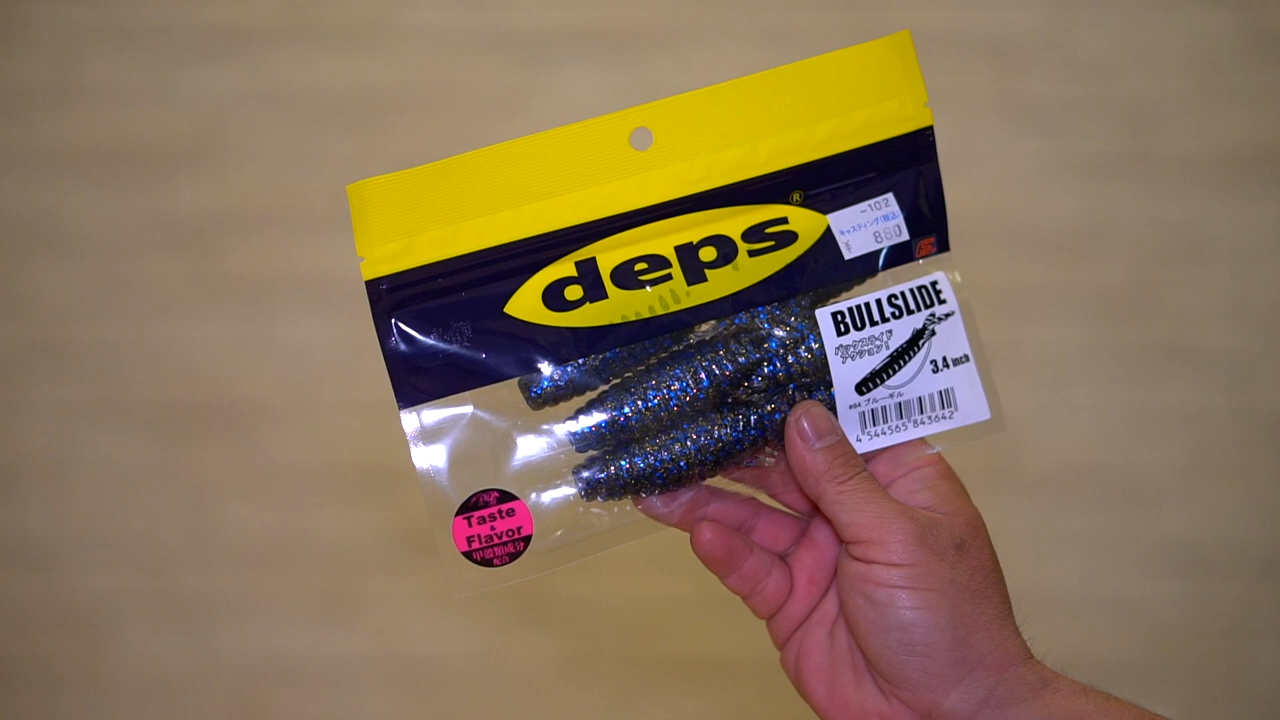 deps®
-102
キャスティング(税込)
¥ 880
BULLSLIDE
バックスライド
アクション!
3.4 inch
#84 ブルーギル
4 544565 843642
Taste
&
Flavor
甲殻類成分
配合